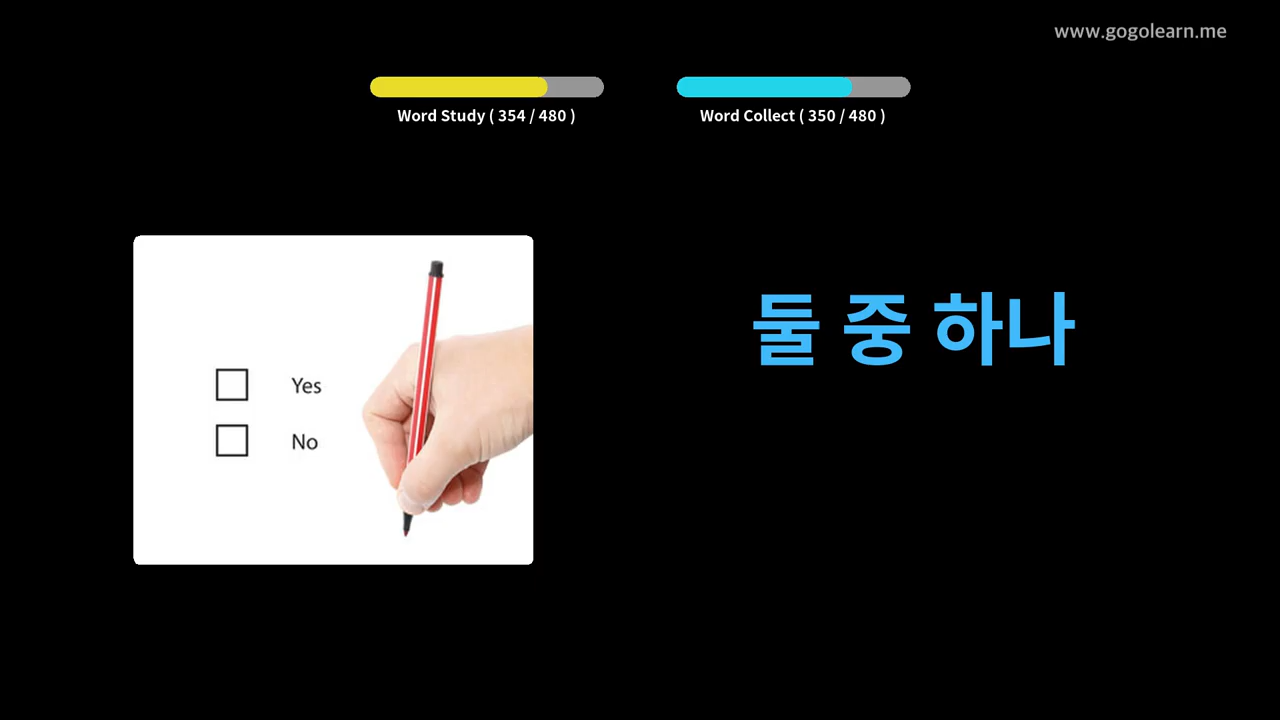 www.gogolearn.me
Word Study ( 354 / 480 )
Word Collect ( 350 / 480 )
Yes
No
둘 중 하나